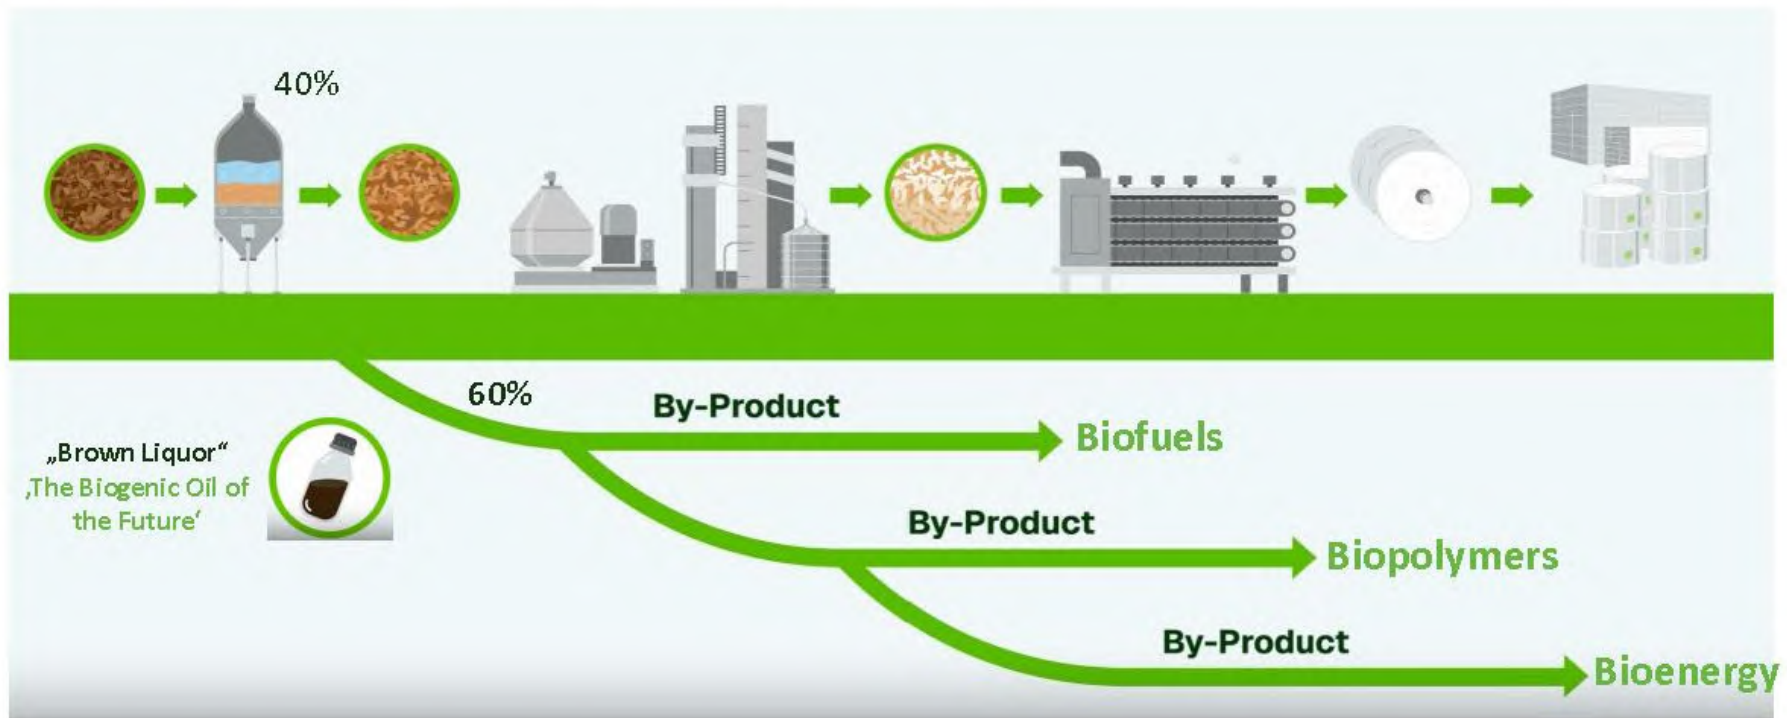 40%
60%
By-Product
Biofuels
„Brown Liquor“
‚The Biogenic Oil of
the Future‘
By-Product
Biopolymers
By-Product
Bioenergy